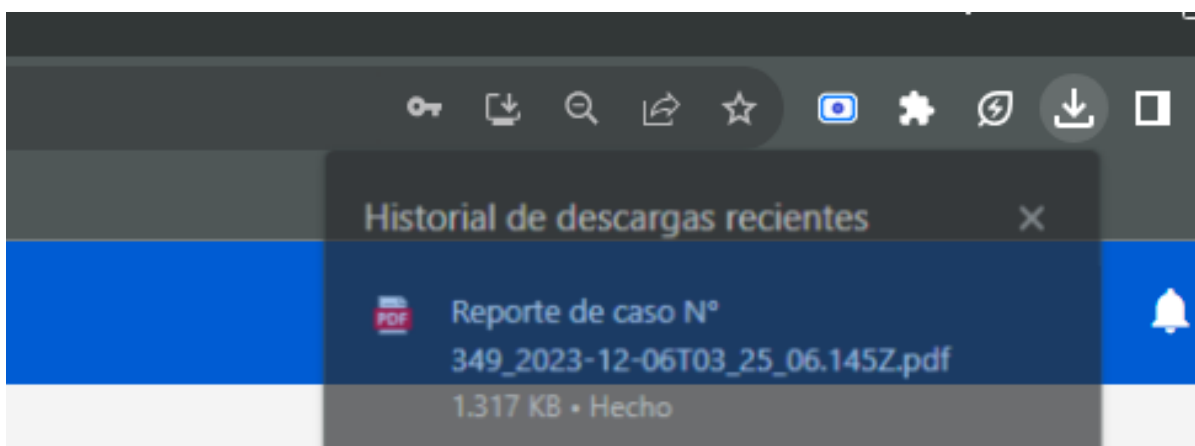 Historial de descargas recientes
PDF
Reporte de caso N°
349_2023-12-06T03_25_06.145Z.pdf
1.317 KB • Hecho